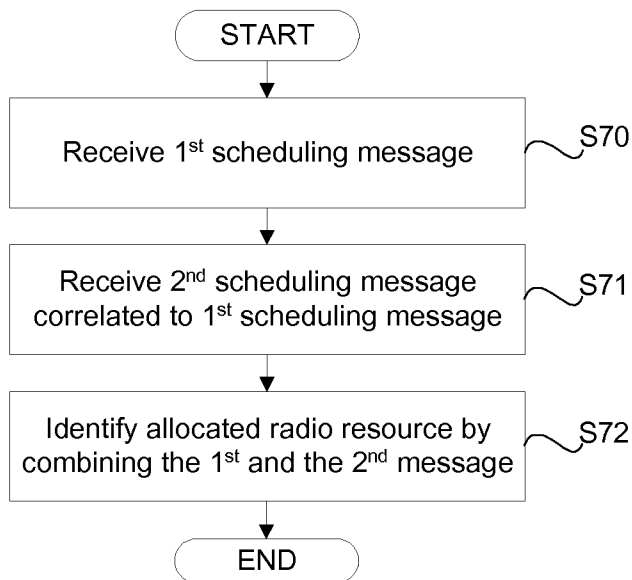 START
Receive 1st scheduling message
S70
Receive 2nd scheduling message
correlated to 1st scheduling message
S71
Identify allocated radio resource by
combining the 1st and the 2nd message
S72
END